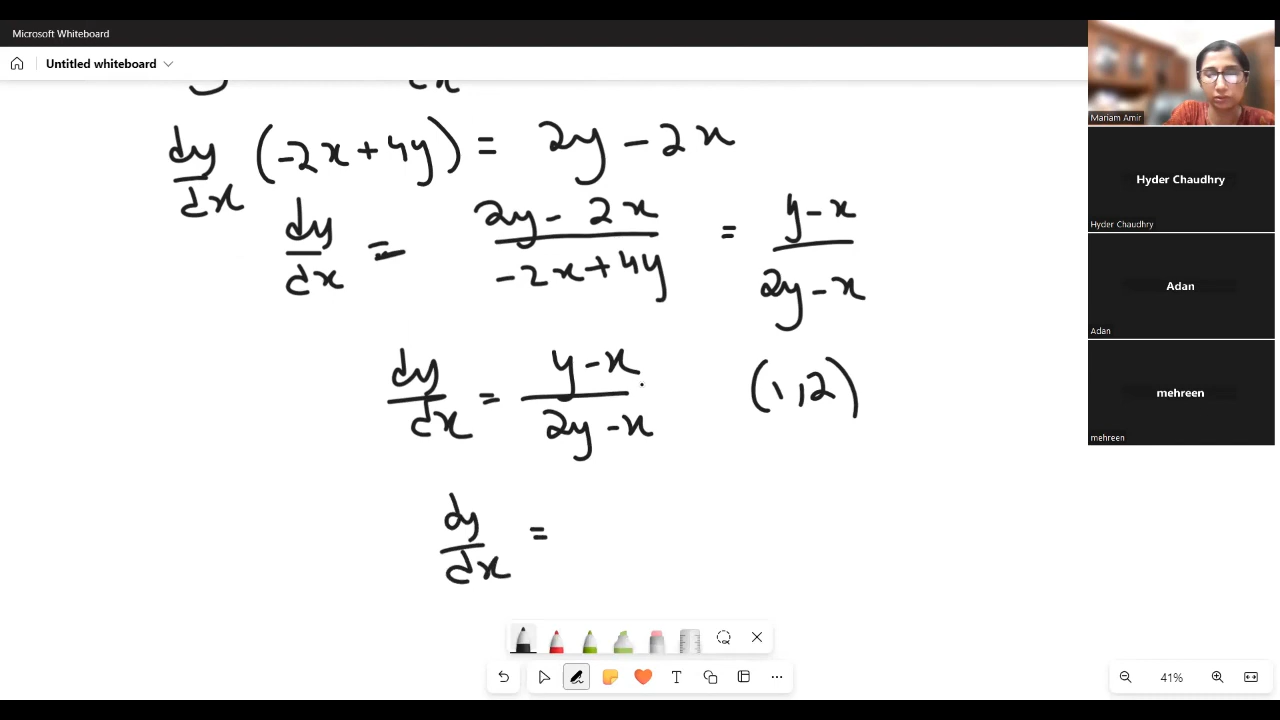 Microsoft Whiteboard
Untitled whiteboard
dy/dx (-2x+4y) = 2y - 2x
dy/dx = (2y - 2x)/(-2x+4y) = (y-x)/(2y-x)
dy/dx = (y-x)/(2y-x) (1,2)
dy/dx =
Mariam Amir
Hyder Chaudhry
Hyder Chaudhry
Adan
Adan
mehreen
mehreen
41%